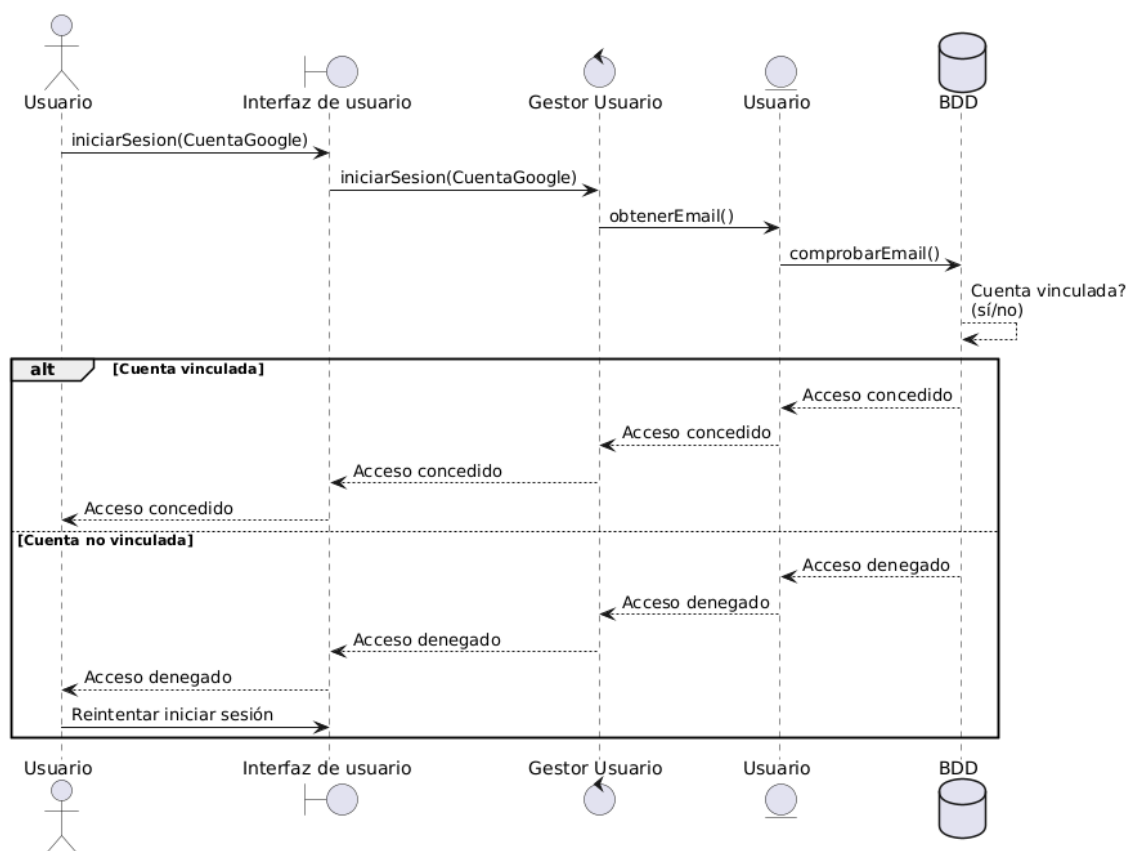 Usuario
Interfaz de usuario
Gestor Usuario
Usuario
BDD
iniciarSesion(CuentaGoogle)
iniciarSesion(CuentaGoogle)
obtenerEmail()
comprobarEmail()
Cuenta vinculada?
(sí/no)
alt
[Cuenta vinculada]
Acceso concedido
Acceso concedido
Acceso concedido
Acceso concedido
[Cuenta no vinculada]
Acceso denegado
Acceso denegado
Acceso denegado
Acceso denegado
Reintentar iniciar sesión
Usuario
Interfaz de usuario
Gestor Usuario
Usuario
BDD